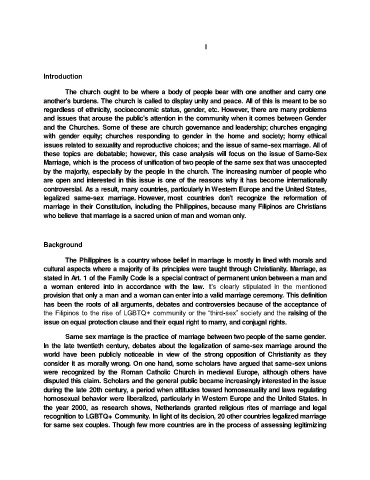 I
Introduction
The church ought to be where a body of people bear with one another and carry one
another's burdens. The church is called to display unity and peace. All of this is meant to be so
regardless of ethnicity, socioeconomic status, gender, etc. However, there are many problems
and issues that arouse the public's attention in the community when it comes between Gender
and the Churches. Some of these are church governance and leadership; churches engaging
with gender equity; churches responding to gender in the home and society; horny ethical
issues related to sexuality and reproductive choices; and the issue of same-sex marriage. All of
these topics are debatable; however, this case analysis will focus on the issue of Same-Sex
Marriage, which is the process of unification of two people of the same sex that was unaccepted
by the majority, especially by the people in the church. The increasing number of people who
are open and interested in this issue is one of the reasons why it has become internationally
controversial. As a result, many countries, particularly in Western Europe and the United States,
legalized same-sex marriage. However, most countries don't recognize the reformation of
marriage in their Constitution, including the Philippines, because many Filipinos are Christians
who believe that marriage is a sacred union of man and woman only.
Background
The Philippines is a country whose belief in marriage is mostly in lined with morals and
cultural aspects where a majority of its principles were taught through Christianity. Marriage, as
stated in Art. 1 of the Family Code is a special contract of permanent union between a man and
a woman entered into in accordance with the law. It's clearly stipulated in the mentioned
provision that only a man and a woman can enter into a valid marriage ceremony. This definition
has been the roots of all arguments, debates and controversies because of the acceptance of
the Filipinos to the rise of LGBTQ+ community or the "third-sex" society and the raising of the
issue on equal protection clause and their equal right to marry, and conjugal rights.
Same sex marriage is the practice of marriage between two people of the same gender.
In the late twentieth century, debates about the legalization of same-sex marriage around the
world have been publicly noticeable in view of the strong opposition of Christianity as they
consider it as morally wrong. On one hand, some scholars have argued that same-sex unions
were recognized by the Roman Catholic Church in medieval Europe, although others have
disputed this claim. Scholars and the general public became increasingly interested in the issue
during the late 20th century, a period when attitudes toward homosexuality and laws regulating
homosexual behavior were liberalized, particularly in Western Europe and the United States. In
the year 2000, as research shows, Netherlands granted religious rites of marriage and legal
recognition to LGBTQ+ Community. In light of its decision, 20 other countries legalized marriage
for same sex couples. Though few more countries are in the process of assessing legitimizing